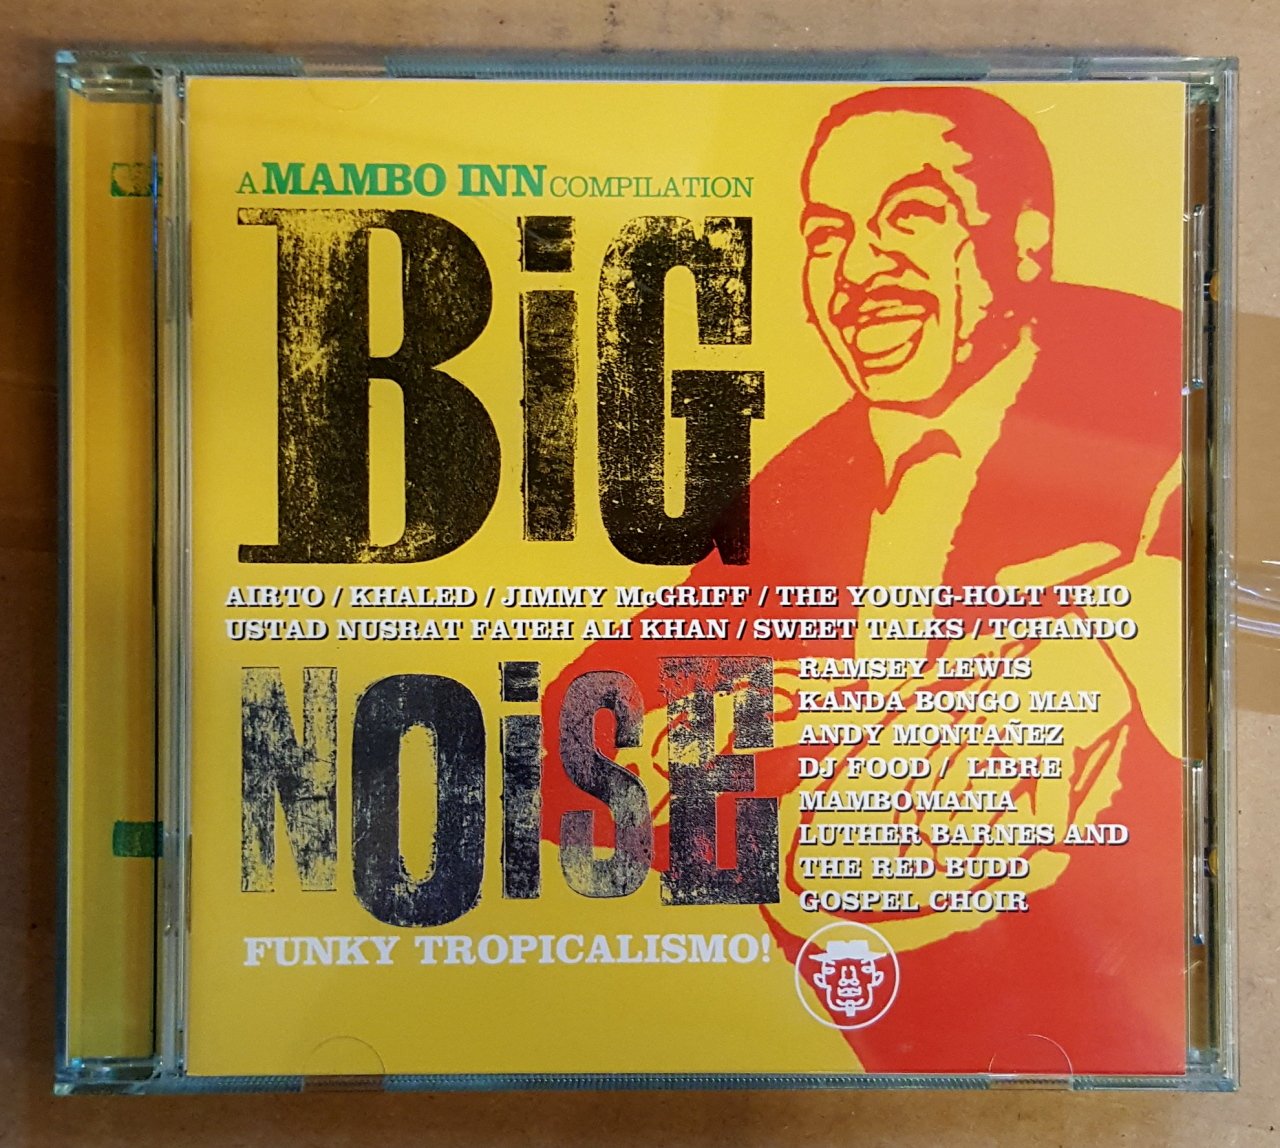 A MAMBO INN COMPILATION
BiG
AIRTO / KHALED / JIMMY McGRIFF / THE YOUNG-HOLT TRIO
USTAD NUSRAT FATEH ALI KHAN / SWEET TALKS / TCHANDO
NOiSE
RAMSEY LEWIS
KANDA BONGO MAN
ANDY MONTAÑEZ
DJ FOOD / LIBRE
MAMBOMANIA
LUTHER BARNES AND
THE RED BUDD
GOSPEL CHOIR
FUNKY TROPICALISMO!